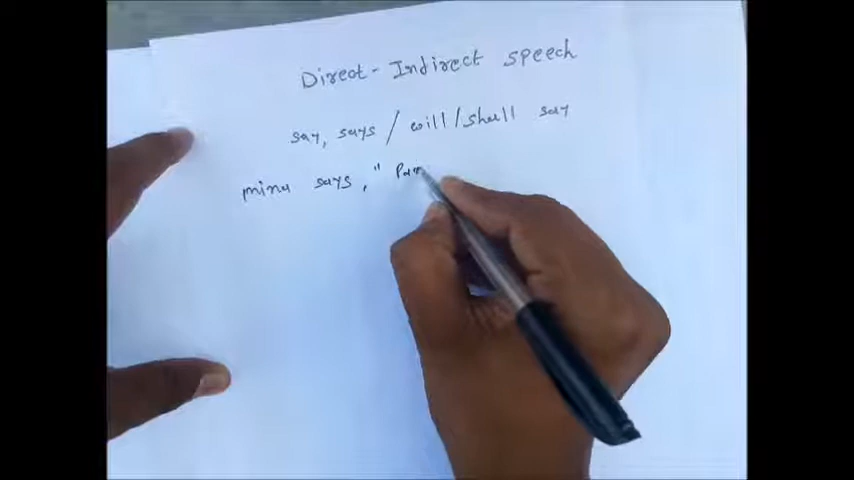 Direct - Indirect speech
say, says / will / shall say
minu says, "